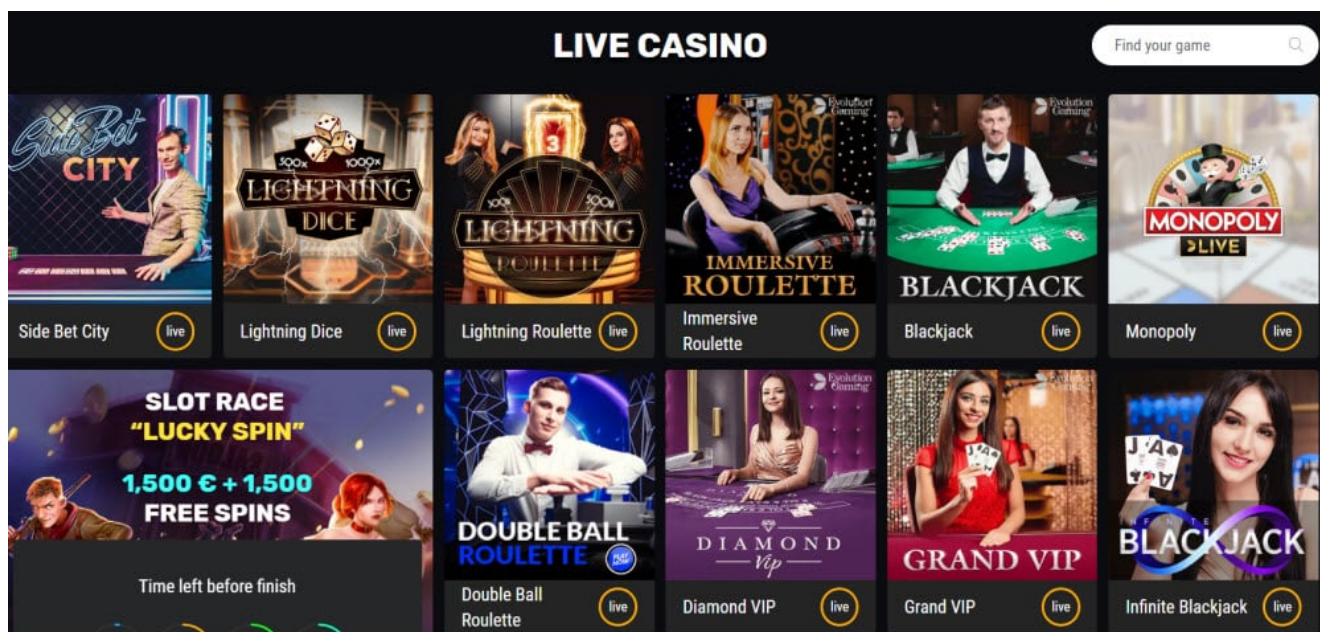 LIVE CASINO
Find your game
Side Bet
CITY
300x 1000x
LIGHTNING
DICE
3
500x
LIGHTNING
ROULETTE
Evolution
Gaming
IMMERSIVE
ROULETTE
Evolution
Gaming
BLACKJACK
MONOPOLY
LIVE
Side Bet City
live
Lightning Dice
live
Lightning Roulette
live
Immersive
Roulette
live
Blackjack
live
Monopoly
live
SLOT RACE
“LUCKY SPIN”
1,500 € + 1,500
FREE SPINS
Time left before finish
DOUBLE BALL
ROULETTE
PLAY
NOW!
Double Ball
Roulette
live
Evolution
Gaming
DIAMOND
Vip
Diamond VIP
live
Evolution
Gaming
J A
GRAND VIP
Grand VIP
live
J A
INFINITE
BLACKJACK
Infinite Blackjack
live